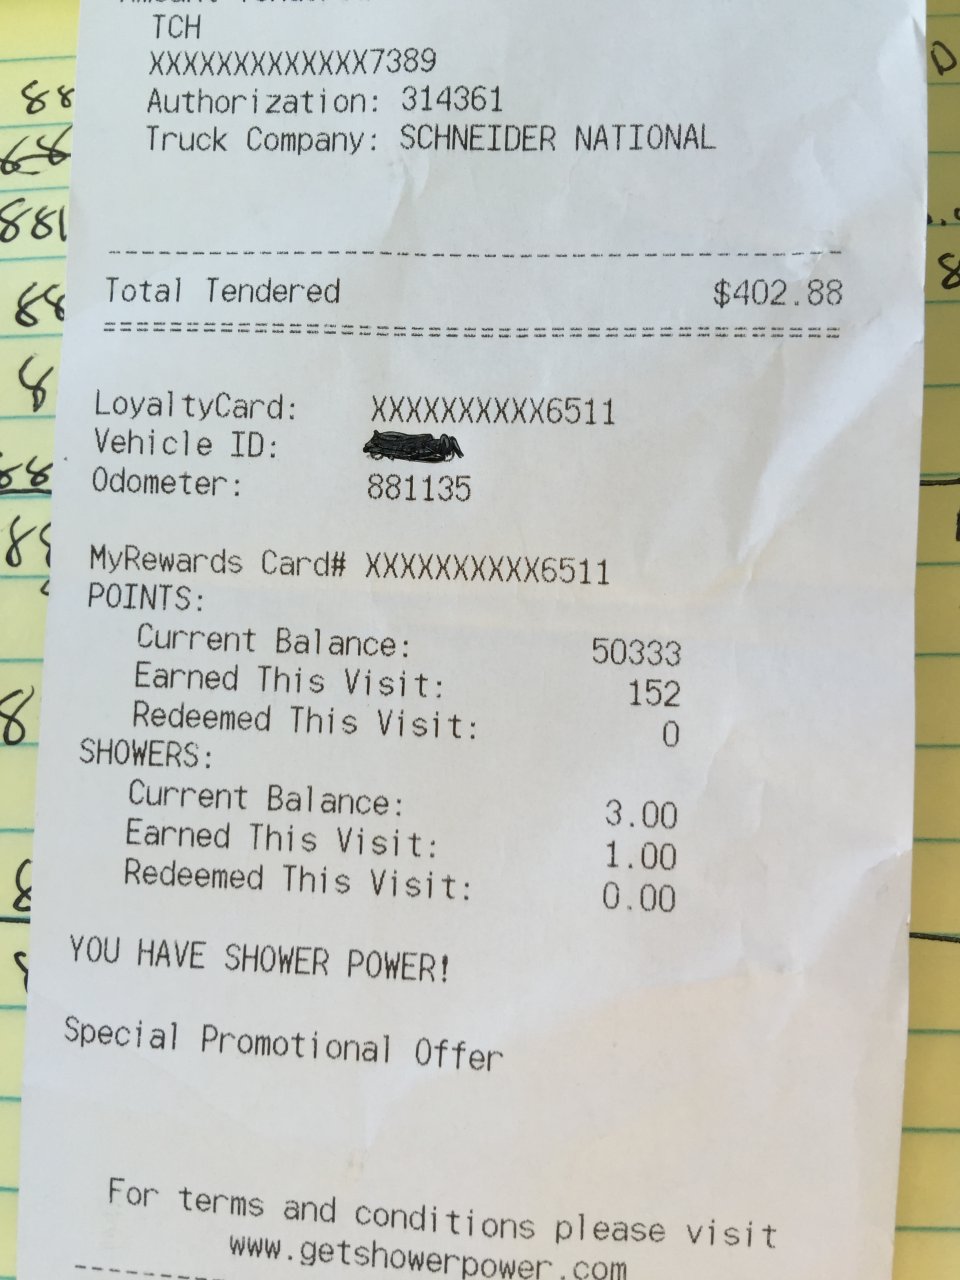 TCH
XXXXXXXXXXXXX7389
Authorization: 314361
Truck Company: SCHNEIDER NATIONAL
Total Tendered $402.88
LoyaltyCard: XXXXXXXXXX6511
Vehicle ID:
Odometer: 881135
MyRewards Card# XXXXXXXXXX6511
POINTS:
Current Balance: 50333
Earned This Visit: 152
Redeemed This Visit: 0
SHOWERS:
Current Balance: 3.00
Earned This Visit: 1.00
Redeemed This Visit: 0.00
YOU HAVE SHOWER POWER!
Special Promotional Offer
For terms and conditions please visit
www.getshowerpower.com